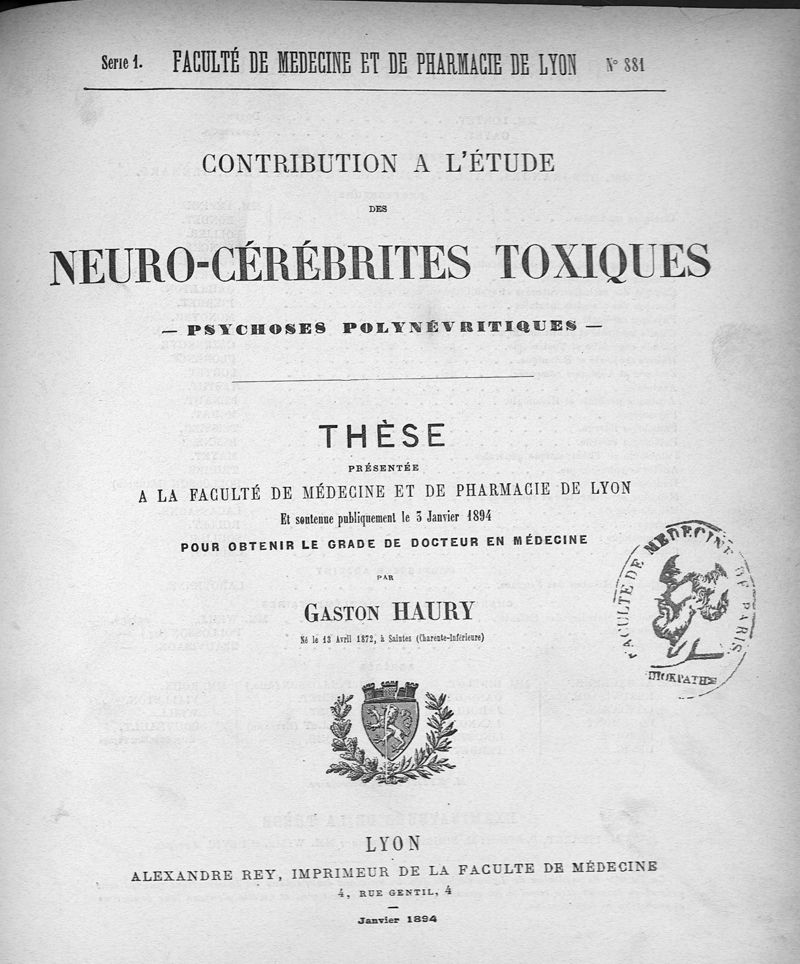 Serie 1. FACULTÉ DE MEDECINE ET DE PHARMACIE DE LYON N° 881
CONTRIBUTION A L'ÉTUDE
DES
NEURO-CÉRÉBRITES TOXIQUES
— PSYCHOSES POLYNÉVRITIQUES —
THÈSE
PRÉSENTÉE
A LA FACULTÉ DE MÉDECINE ET DE PHARMACIE DE LYON
Et soutenue publiquement le 3 Janvier 1894
POUR OBTENIR LE GRADE DE DOCTEUR EN MÉDECINE
PAR
GASTON HAURY
Né le 13 Avril 1872, à Saintes (Charente-Inférieure)
FACULTE DE MEDECINE DE PARIS
LYON
ALEXANDRE REY, IMPRIMEUR DE LA FACULTE DE MÉDECINE
4, RUE GENTIL, 4
—
Janvier 1894